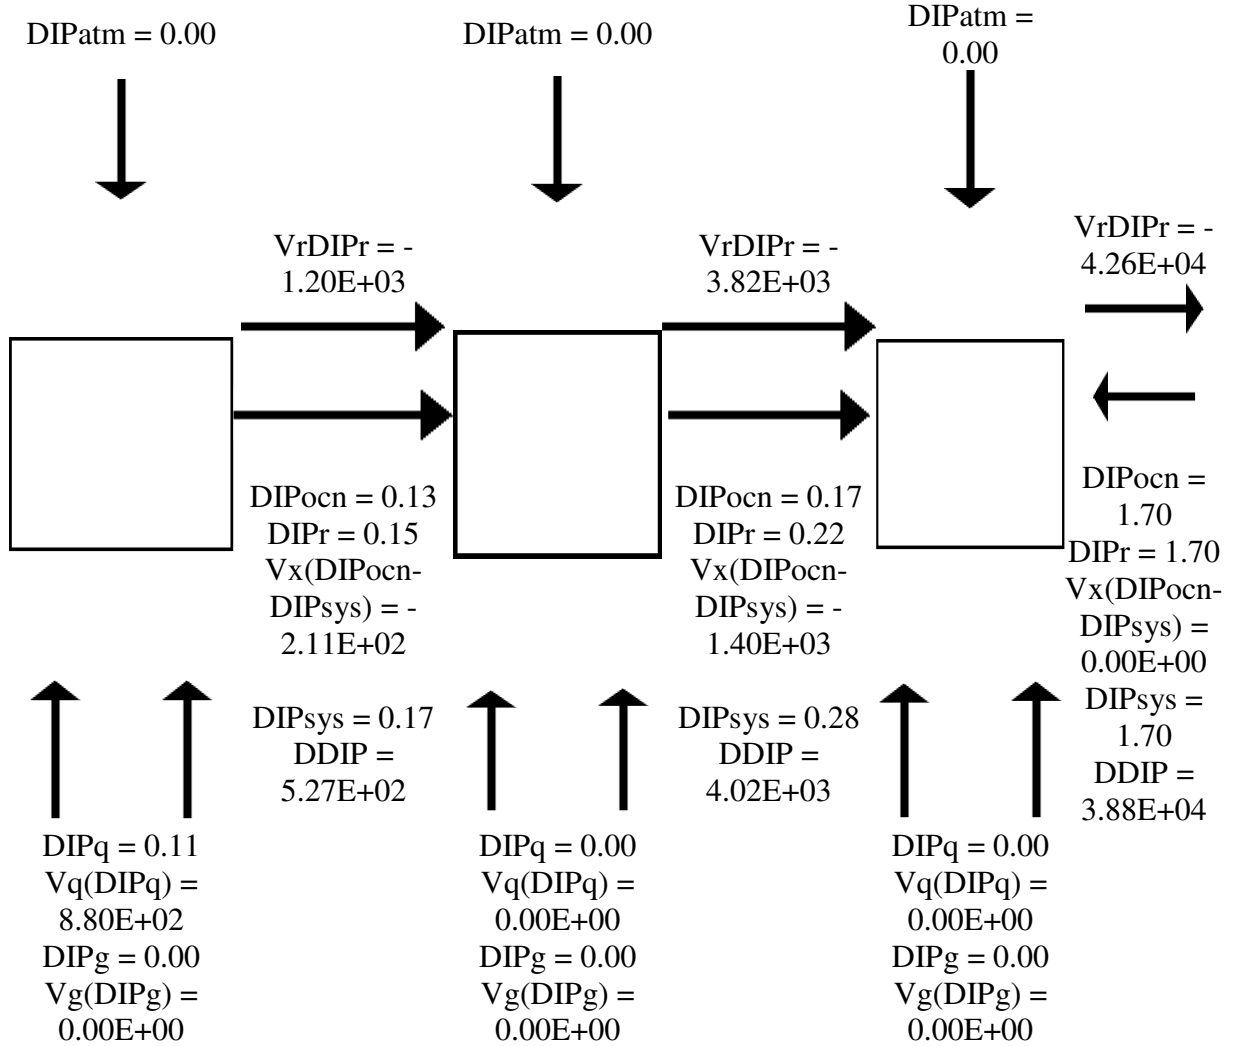 DIPatm = 0.00
DIPatm = 0.00
DIPatm =
0.00
VrDIPr = -
1.20E+03
VrDIPr = -
3.82E+03
VrDIPr = -
4.26E+04
DIPocn = 0.13
DIPr = 0.15
Vx(DIPocn-
DIPsys) = -
2.11E+02
DIPsys = 0.17
DDIP =
5.27E+02
DIPocn = 0.17
DIPr = 0.22
Vx(DIPocn-
DIPsys) = -
1.40E+03
DIPsys = 0.28
DDIP =
4.02E+03
DIPocn =
1.70
DIPr = 1.70
Vx(DIPocn-
DIPsys) =
0.00E+00
DIPsys =
1.70
DDIP =
3.88E+04
DIPq = 0.11
Vq(DIPq) =
8.80E+02
DIPg = 0.00
Vg(DIPg) =
0.00E+00
DIPq = 0.00
Vq(DIPq) =
0.00E+00
DIPg = 0.00
Vg(DIPg) =
0.00E+00
DIPq = 0.00
Vq(DIPq) =
0.00E+00
DIPg = 0.00
Vg(DIPg) =
0.00E+00